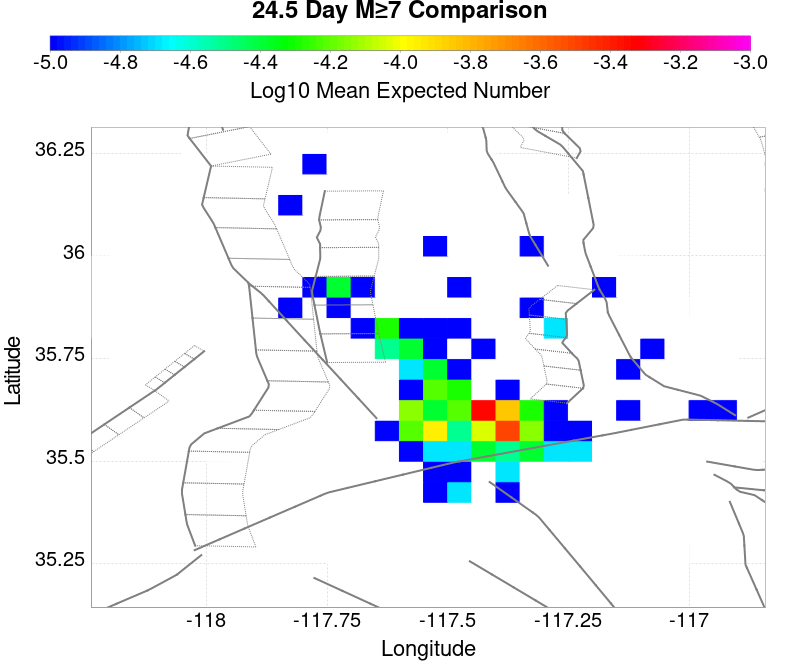 24.5 Day M≥7 Comparison
-5.0 -4.8 -4.6 -4.4 -4.2 -4.0 -3.8 -3.6 -3.4 -3.2 -3.0
Log10 Mean Expected Number
36.25
36
35.75
35.5
35.25
Latitude
-118 -117.75 -117.5 -117.25 -117
Longitude